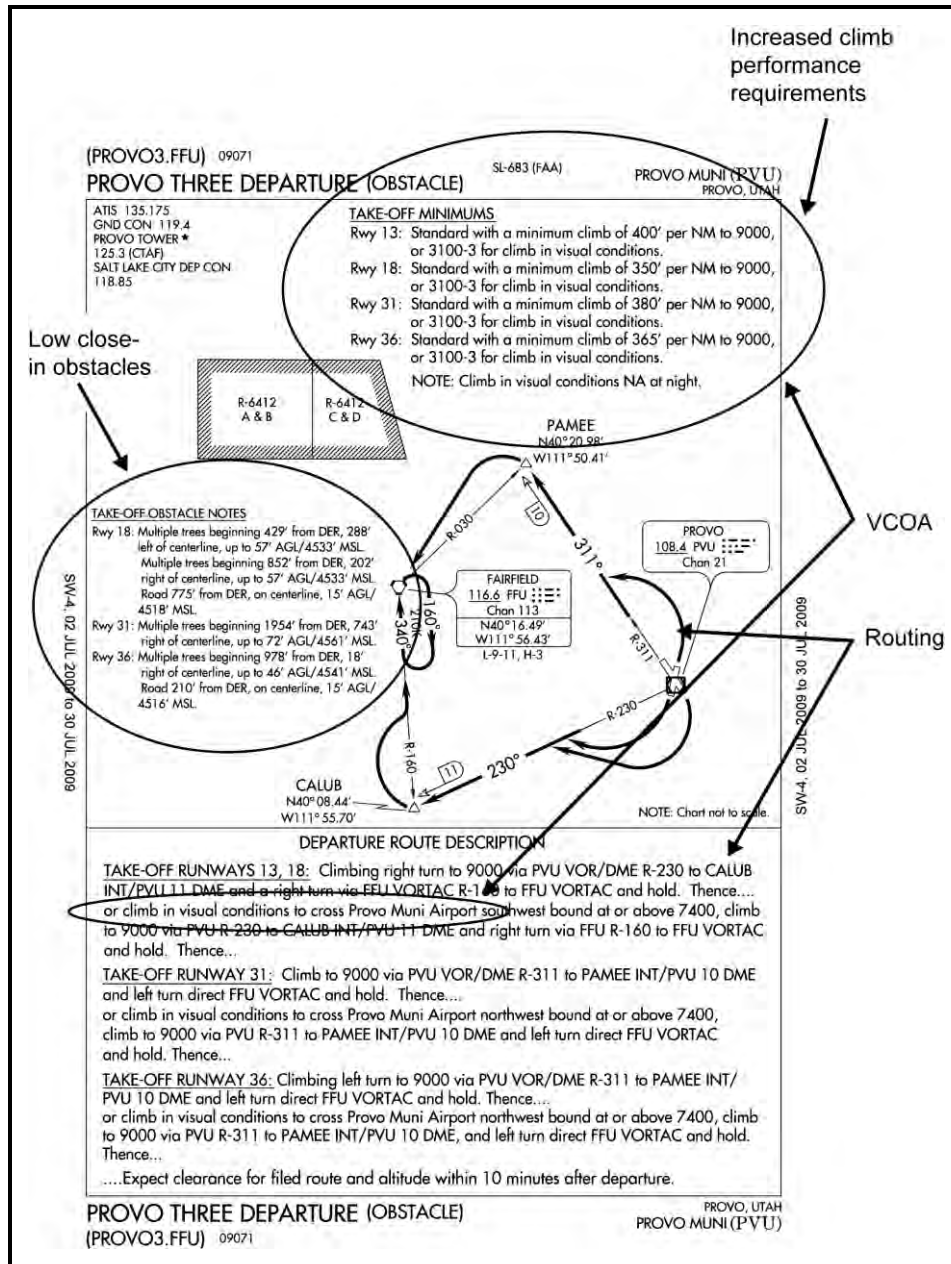 Increased climb
performance
requirements
(PROVO3.FFU) 09071
SL-683 (FAA)
PROVO THREE DEPARTURE (OBSTACLE)
PROVO MUNI (PVU)
PROVO, UTAH
ATIS 135.175
GND CON 119.4
PROVO TOWER ★
125.3 (CTAF)
SALT LAKE CITY DEP CON
118.85
TAKE-OFF MINIMUMS
Rwy 13: Standard with a minimum climb of 400' per NM to 9000,
or 3100-3 for climb in visual conditions.
Rwy 18: Standard with a minimum climb of 350' per NM to 9000,
or 3100-3 for climb in visual conditions.
Rwy 31: Standard with a minimum climb of 380' per NM to 9000,
or 3100-3 for climb in visual conditions.
Rwy 36: Standard with a minimum climb of 365' per NM to 9000,
or 3100-3 for climb in visual conditions.
NOTE: Climb in visual conditions NA at night.
Low close-
in obstacles
R-6412
A & B
R-6412
C & D
PAMEE
N40°20.98'
W111°50.41'
TAKE-OFF OBSTACLE NOTES
Rwy 18: Multiple trees beginning 429' from DER, 288'
left of centerline, up to 57' AGL/4533' MSL.
Multiple trees beginning 852' from DER, 202'
right of centerline, up to 57' AGL/4533' MSL.
Road 775' from DER, on centerline, 15' AGL/
4518' MSL.
Rwy 31: Multiple trees beginning 1954' from DER, 743'
right of centerline, up to 72' AGL/4561' MSL.
Rwy 36: Multiple trees beginning 978' from DER, 18'
right of centerline, up to 46' AGL/4541' MSL.
Road 210' from DER, on centerline, 15' AGL/
4516' MSL.
R-030
10
311°
R-311
PROVO
108.4 PVU
Chan 21
VCOA
FAIRFIELD
116.6 FFU
Chan 113
N40°16.49'
W111°56.43'
L-9-11, H-3
160°
210K
340°
Routing
R-230
230°
R-160
11
CALUB
N40°08.44'
W111°55.70'
NOTE: Chart not to scale.
SW-4, 02 JUL 2009 to 30 JUL 2009
SW-4, 02 JUL 2009 to 30 JUL 2009
DEPARTURE ROUTE DESCRIPTION
TAKE-OFF RUNWAYS 13, 18: Climbing right turn to 9000 via PVU VOR/DME R-230 to CALUB
INT/PVU 11 DME and a right turn via FFU VORTAC R-160 to FFU VORTAC and hold. Thence....
or climb in visual conditions to cross Provo Muni Airport southwest bound at or above 7400, climb
to 9000 via PVU R-230 to CALUB INT/PVU 11 DME and right turn via FFU R-160 to FFU VORTAC
and hold. Thence....
TAKE-OFF RUNWAY 31: Climb to 9000 via PVU VOR/DME R-311 to PAMEE INT/PVU 10 DME
and left turn direct FFU VORTAC and hold. Thence....
or climb in visual conditions to cross Provo Muni Airport northwest bound at or above 7400,
climb to 9000 via PVU R-311 to PAMEE INT/PVU 10 DME and left turn direct FFU VORTAC
and hold. Thence...
TAKE-OFF RUNWAY 36: Climbing left turn to 9000 via PVU VOR/DME R-311 to PAMEE INT/
PVU 10 DME and left turn direct FFU VORTAC and hold. Thence....
or climb in visual conditions to cross Provo Muni Airport northwest bound at or above 7400, climb
to 9000 via PVU R-311 to PAMEE INT/PVU 10 DME, and left turn direct FFU VORTAC and hold.
Thence...
....Expect clearance for filed route and altitude within 10 minutes after departure.
PROVO THREE DEPARTURE (OBSTACLE)
PROVO, UTAH
PROVO MUNI (PVU)
(PROVO3.FFU) 09071